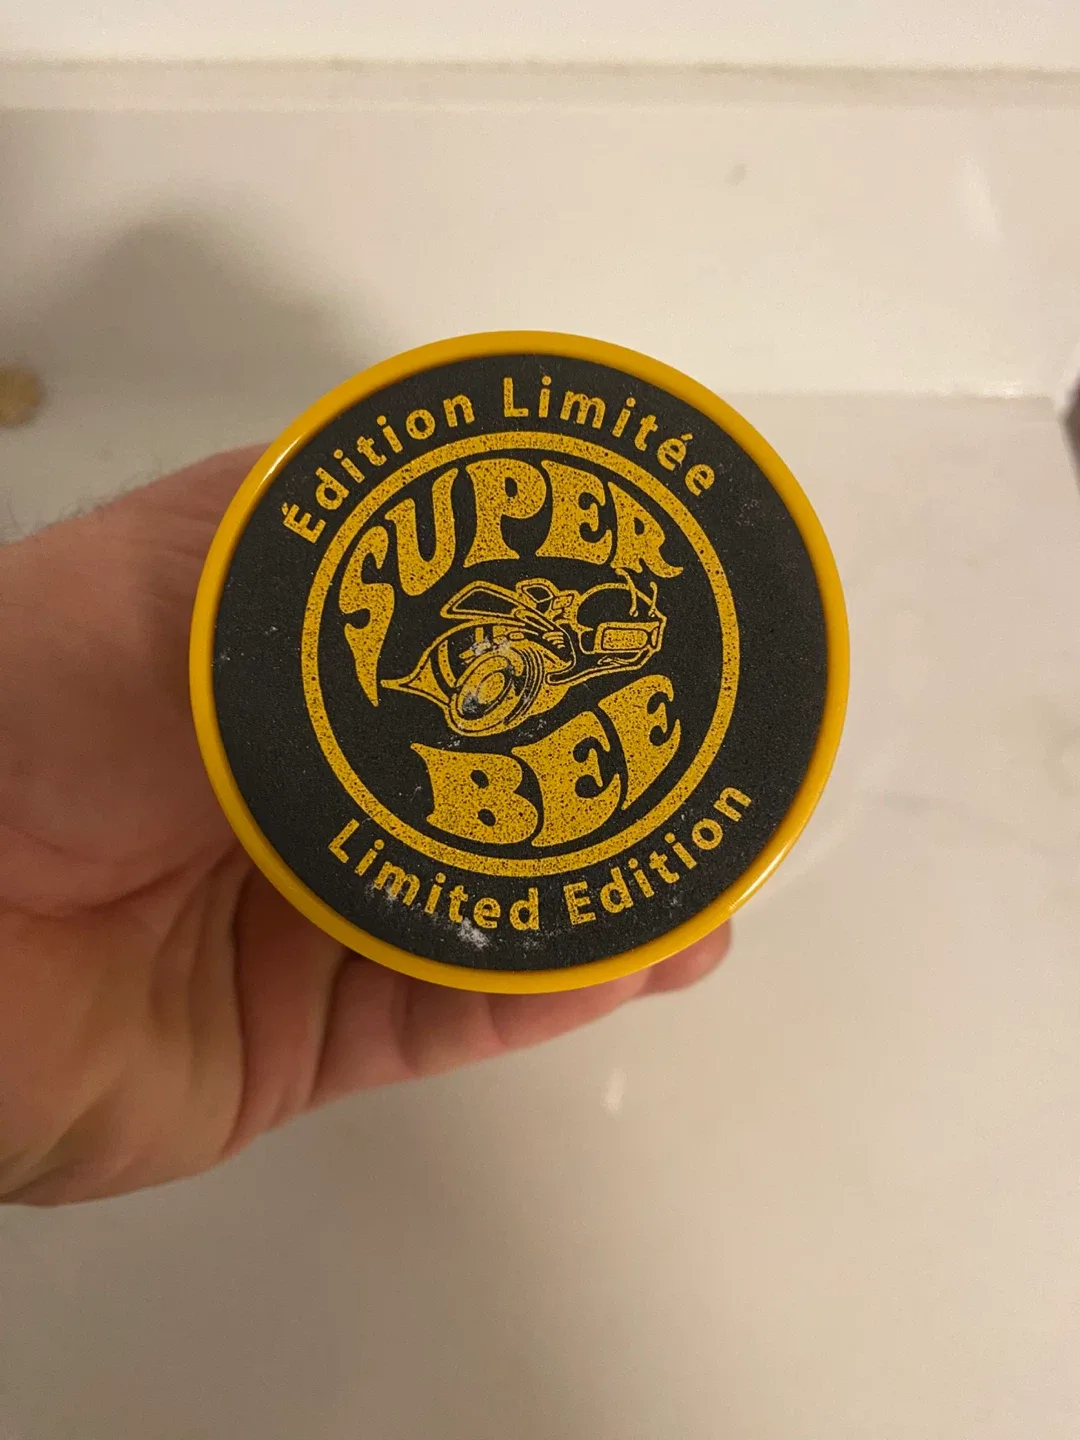 Édition Limitée
SUPER
BEE
Limited Edition